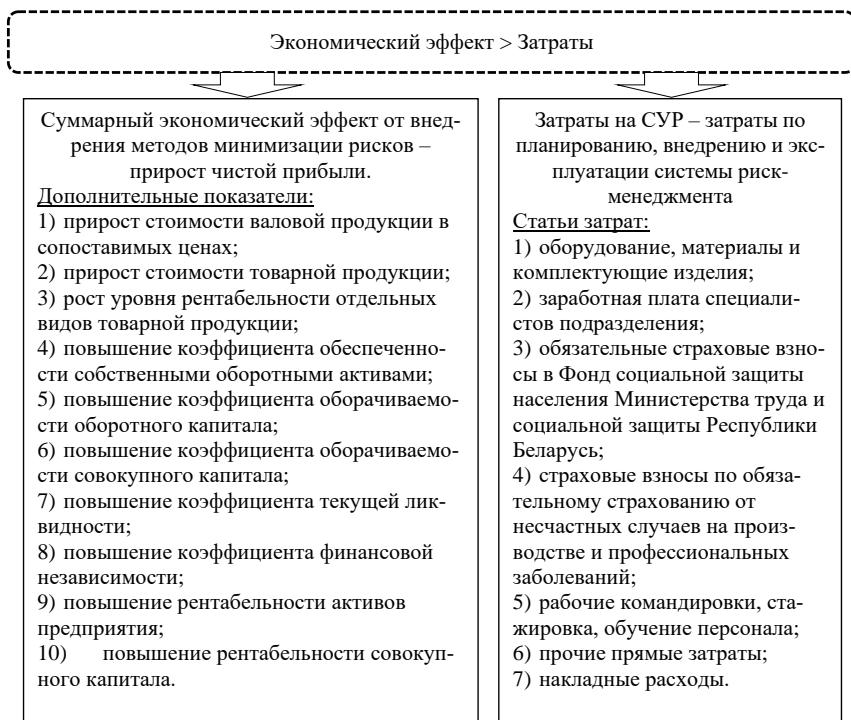 Экономический эффект > Затраты
Суммарный экономический эффект от внед-
рения методов минимизации рисков –
прирост чистой прибыли.
Дополнительные показатели:
1) прирост стоимости валовой продукции в
сопоставимых ценах;
2) прирост стоимости товарной продукции;
3) рост уровня рентабельности отдельных
видов товарной продукции;
4) повышение коэффициента обеспеченно-
сти собственными оборотными активами;
5) повышение коэффициента оборачиваемо-
сти оборотного капитала;
6) повышение коэффициента оборачиваемо-
сти совокупного капитала;
7) повышение коэффициента текущей лик-
видности;
8) повышение коэффициента финансовой
независимости;
9) повышение рентабельности активов
предприятия;
10) повышение рентабельности совокуп-
ного капитала.
Затраты на СУР – затраты по
планированию, внедрению и экс-
плуатации системы риск-
менеджмента
Статьи затрат:
1) оборудование, материалы и
комплектующие изделия;
2) заработная плата специали-
стов подразделения;
3) обязательные страховые взно-
сы в Фонд социальной защиты
населения Министерства труда и
социальной защиты Республики
Беларусь;
4) страховые взносы по обяза-
тельному страхованию от
несчастных случаев на произ-
водстве и профессиональных
заболеваний;
5) рабочие командировки, ста-
жировка, обучение персонала;
6) прочие прямые затраты;
7) накладные расходы.